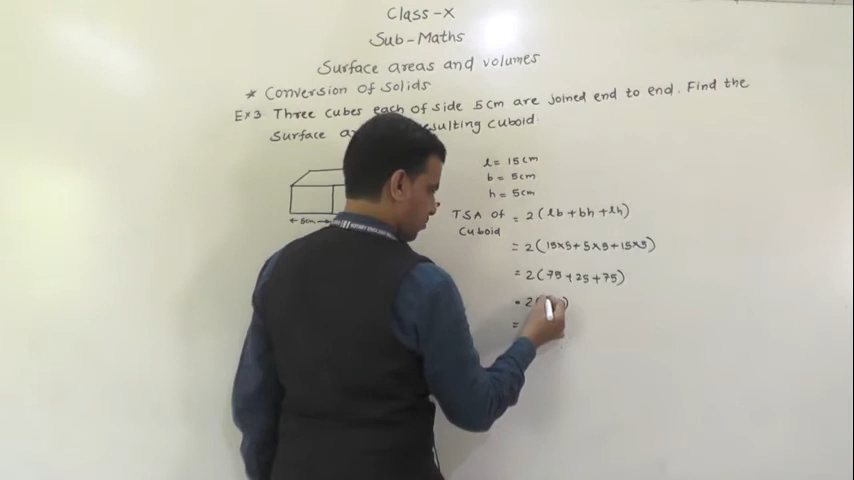 Class-X
Sub-Maths
Surface areas and volumes
* Conversion of Solids
Ex3 Three cubes each of side 5cm are joined end to end. Find the
Surface resulting cuboid.
l = 15cm
b = 5cm
h = 5cm
5cm
TSA of Cuboid = 2(lb+bh+lh)
= 2(15×5+5×5+15×5)
= 2(75+25+75)
= 2(
=